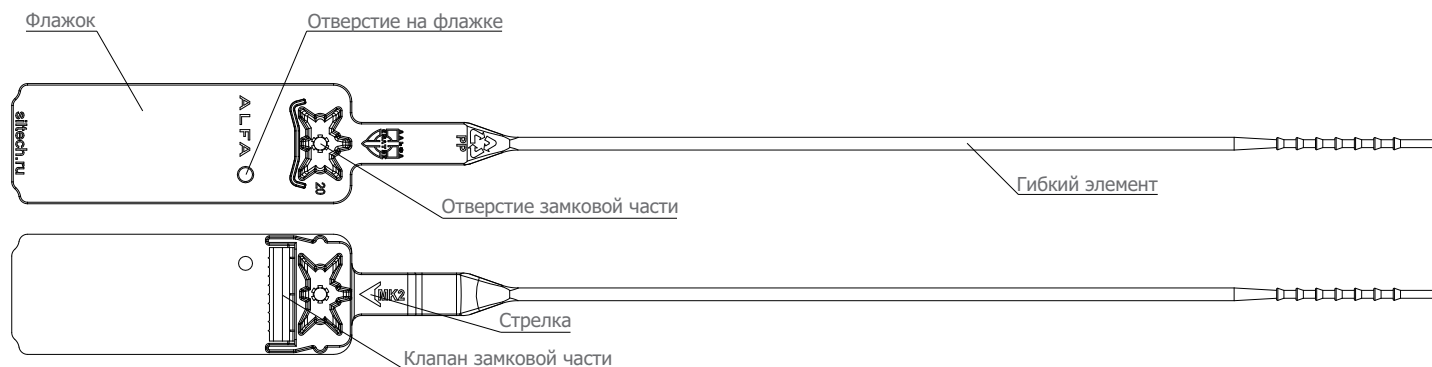 Флажок
Отверстие на флажке
siltech.ru
ALFA
20
PP
Гибкий элемент
Отверстие замковой части
MK2
Стрелка
Клапан замковой части